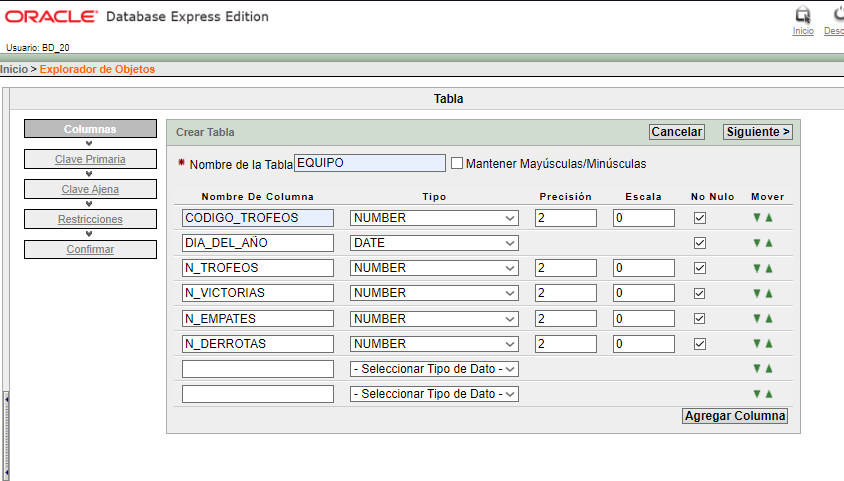 ORACLE® Database Express Edition
Inicio
Usuario: BD_20
Inicio > Explorador de Objetos
Tabla
Columnas
Clave Primaria
Clave Ajena
Restricciones
Confirmar
Crear Tabla Cancelar Siguiente >
* Nombre de la Tabla EQUIPO Mantener Mayúsculas/Minúsculas
Nombre De Columna Tipo Precisión Escala No Nulo Mover
CODIGO_TROFEOS NUMBER 2 0
DIA_DEL_AÑO DATE
N_TROFEOS NUMBER 2 0
N_VICTORIAS NUMBER 2 0
N_EMPATES NUMBER 2 0
N_DERROTAS NUMBER 2 0
- Seleccionar Tipo de Dato -
- Seleccionar Tipo de Dato -
Agregar Columna